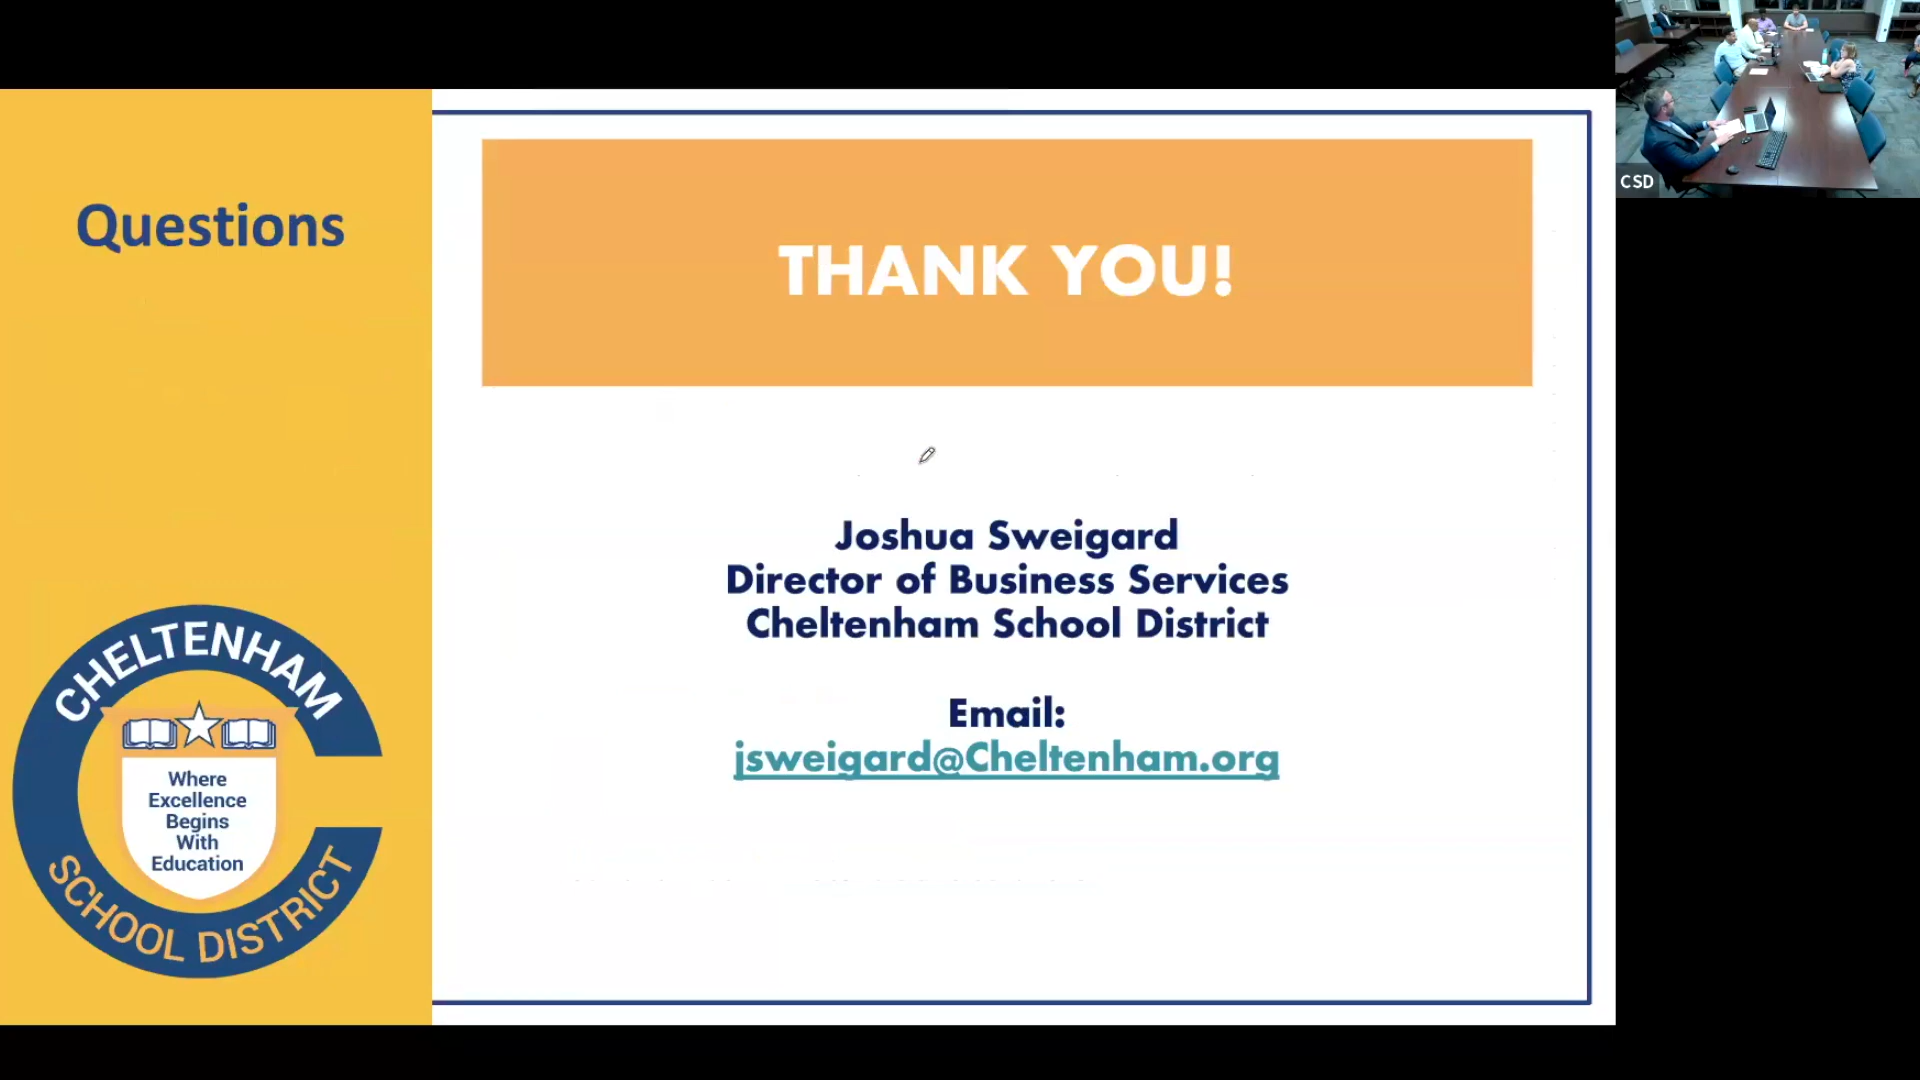 Questions
THANK YOU!
Joshua Sweigard
Director of Business Services
Cheltenham School District
Email:
jsweigard@Cheltenham.org
CHELTENHAM
Where
Excellence
Begins
With
Education
SCHOOL DISTRICT
CSD